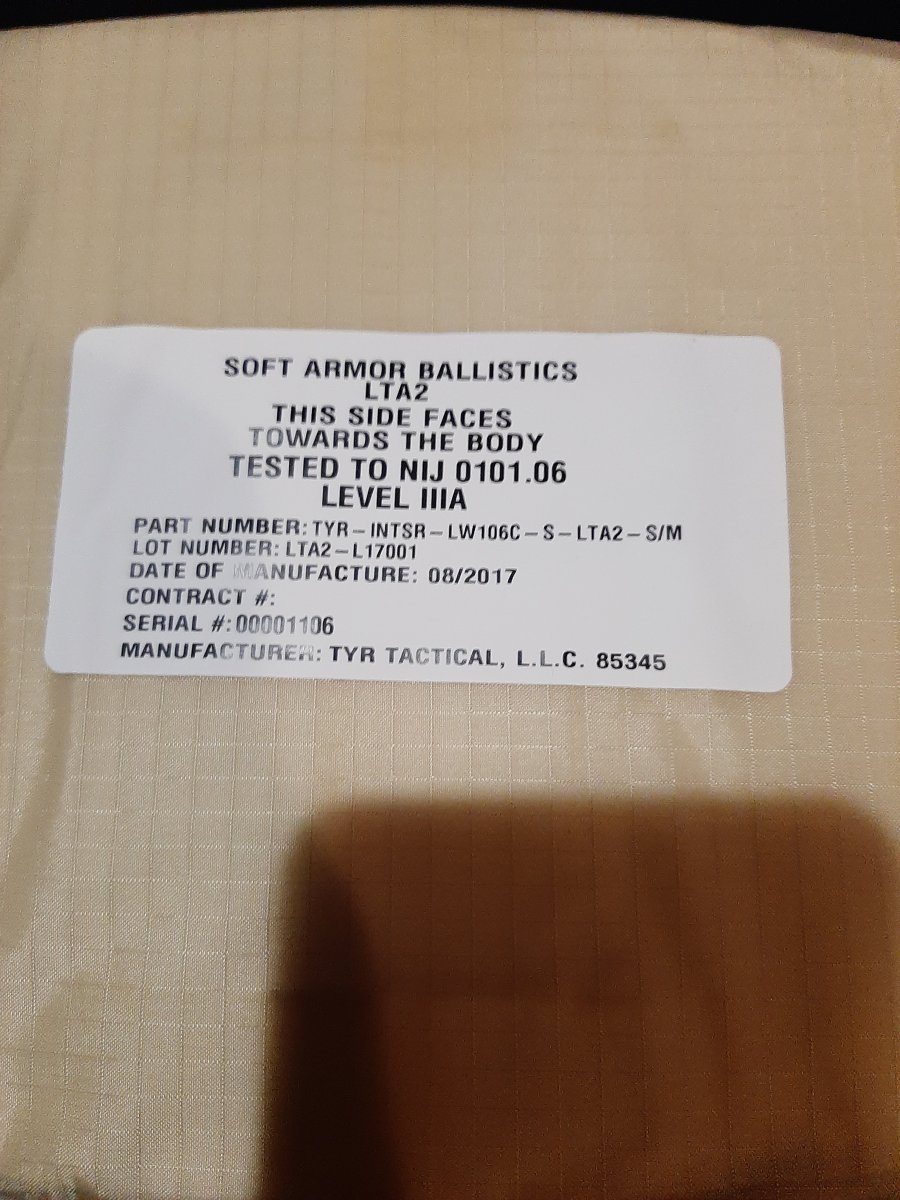 SOFT ARMOR BALLISTICS
LTA2
THIS SIDE FACES
TOWARDS THE BODY
TESTED TO NIJ 0101.06
LEVEL IIIA
PART NUMBER: TYR-INTSR-LW106C-S-LTA2-S/M
LOT NUMBER: LTA2-L17001
DATE OF MANUFACTURE: 08/2017
CONTRACT #:
SERIAL #:00001106
MANUFACTURER: TYR TACTICAL, L.L.C. 85345